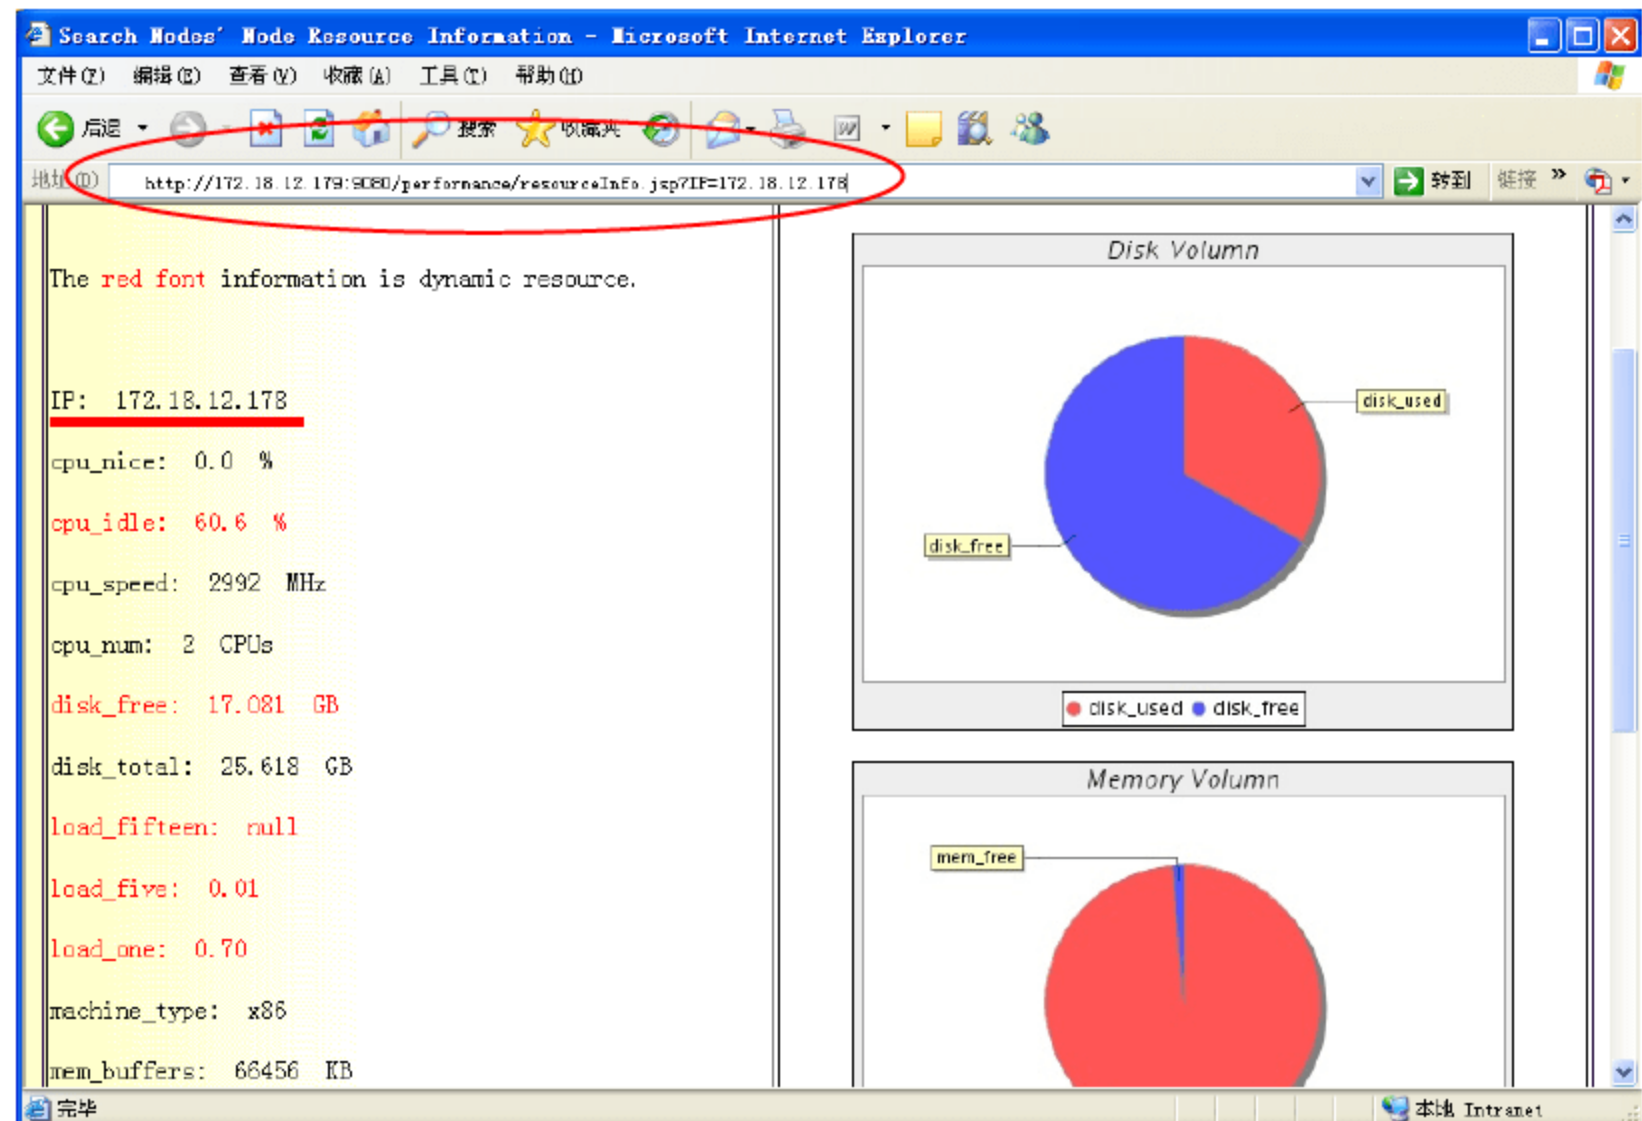 Search Nodes' Node Resource Information - Microsoft Internet Explorer
文件(F) 编辑(E) 查看(V) 收藏(A) 工具(T) 帮助(H)
后退 搜索 收藏夹
地址(D) http://172.18.12.179:9080/performance/resourceInfo.jsp?IP=172.18.12.178 转到 链接 »
The red font information is dynamic resource.
IP: 172.18.12.178
cpu_nice: 0.0 %
cpu_idle: 60.6 %
cpu_speed: 2992 MHz
cpu_num: 2 CPUs
disk_free: 17.081 GB
disk_total: 25.618 GB
load_fifteen: null
load_five: 0.01
load_one: 0.70
machine_type: x86
mem_buffers: 66456 KB
Disk Volumn
disk_used
disk_free
disk_used disk_free
Memory Volumn
mem_free
完毕 本地 Intranet